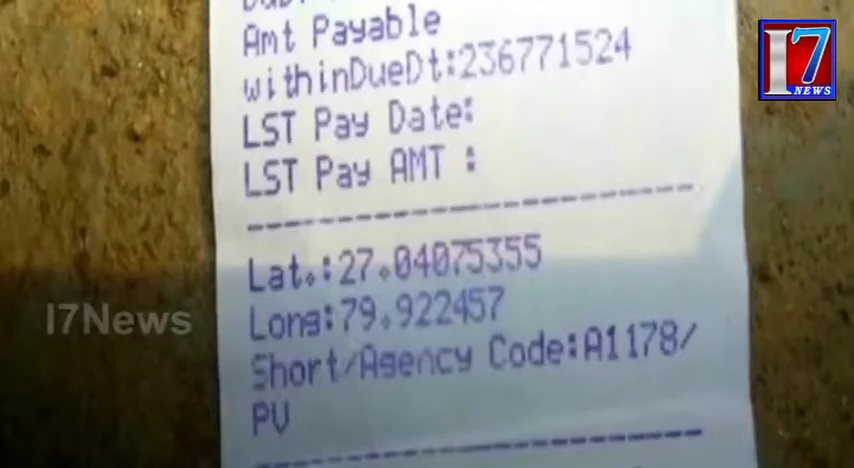 Amt Payable
withinDueDt:236771524
LST Pay Date:
LST Pay AMT :
--------------------------------
Lat.:27.04075355
Long:79.922457
Short/Agency Code:A1178/
PV
--------------------------------
I7 NEWS
I7News